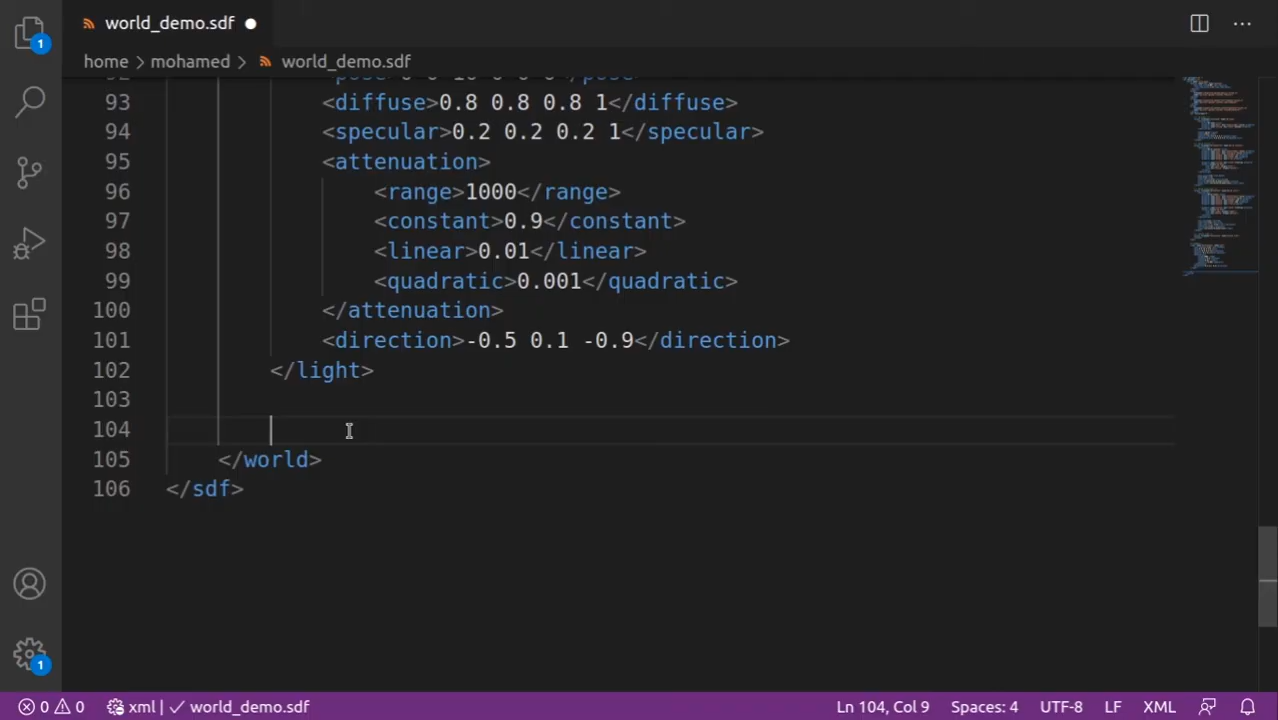 world_demo.sdf
1
home > mohamed > world_demo.sdf
93 <diffuse>0.8 0.8 0.8 1</diffuse>
94 <specular>0.2 0.2 0.2 1</specular>
95 <attenuation>
96 <range>1000</range>
97 <constant>0.9</constant>
98 <linear>0.01</linear>
99 <quadratic>0.001</quadratic>
100 </attenuation>
101 <direction>-0.5 0.1 -0.9</direction>
102 </light>
103
104
105 </world>
106 </sdf>
1
0 0 xml | world_demo.sdf Ln 104, Col 9 Spaces: 4 UTF-8 LF XML